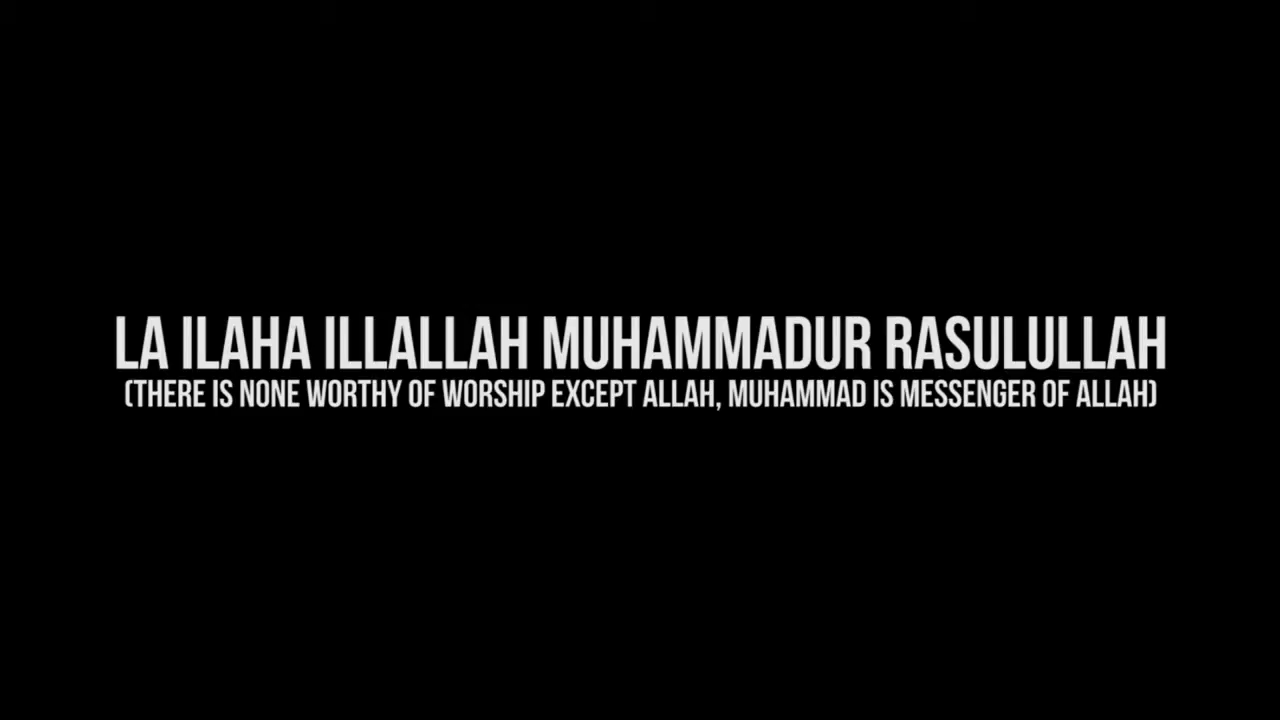 LA ILAHA ILLALLAH MUHAMMADUR RASULULLAH
(THERE IS NONE WORTHY OF WORSHIP EXCEPT ALLAH, MUHAMMAD IS MESSENGER OF ALLAH)